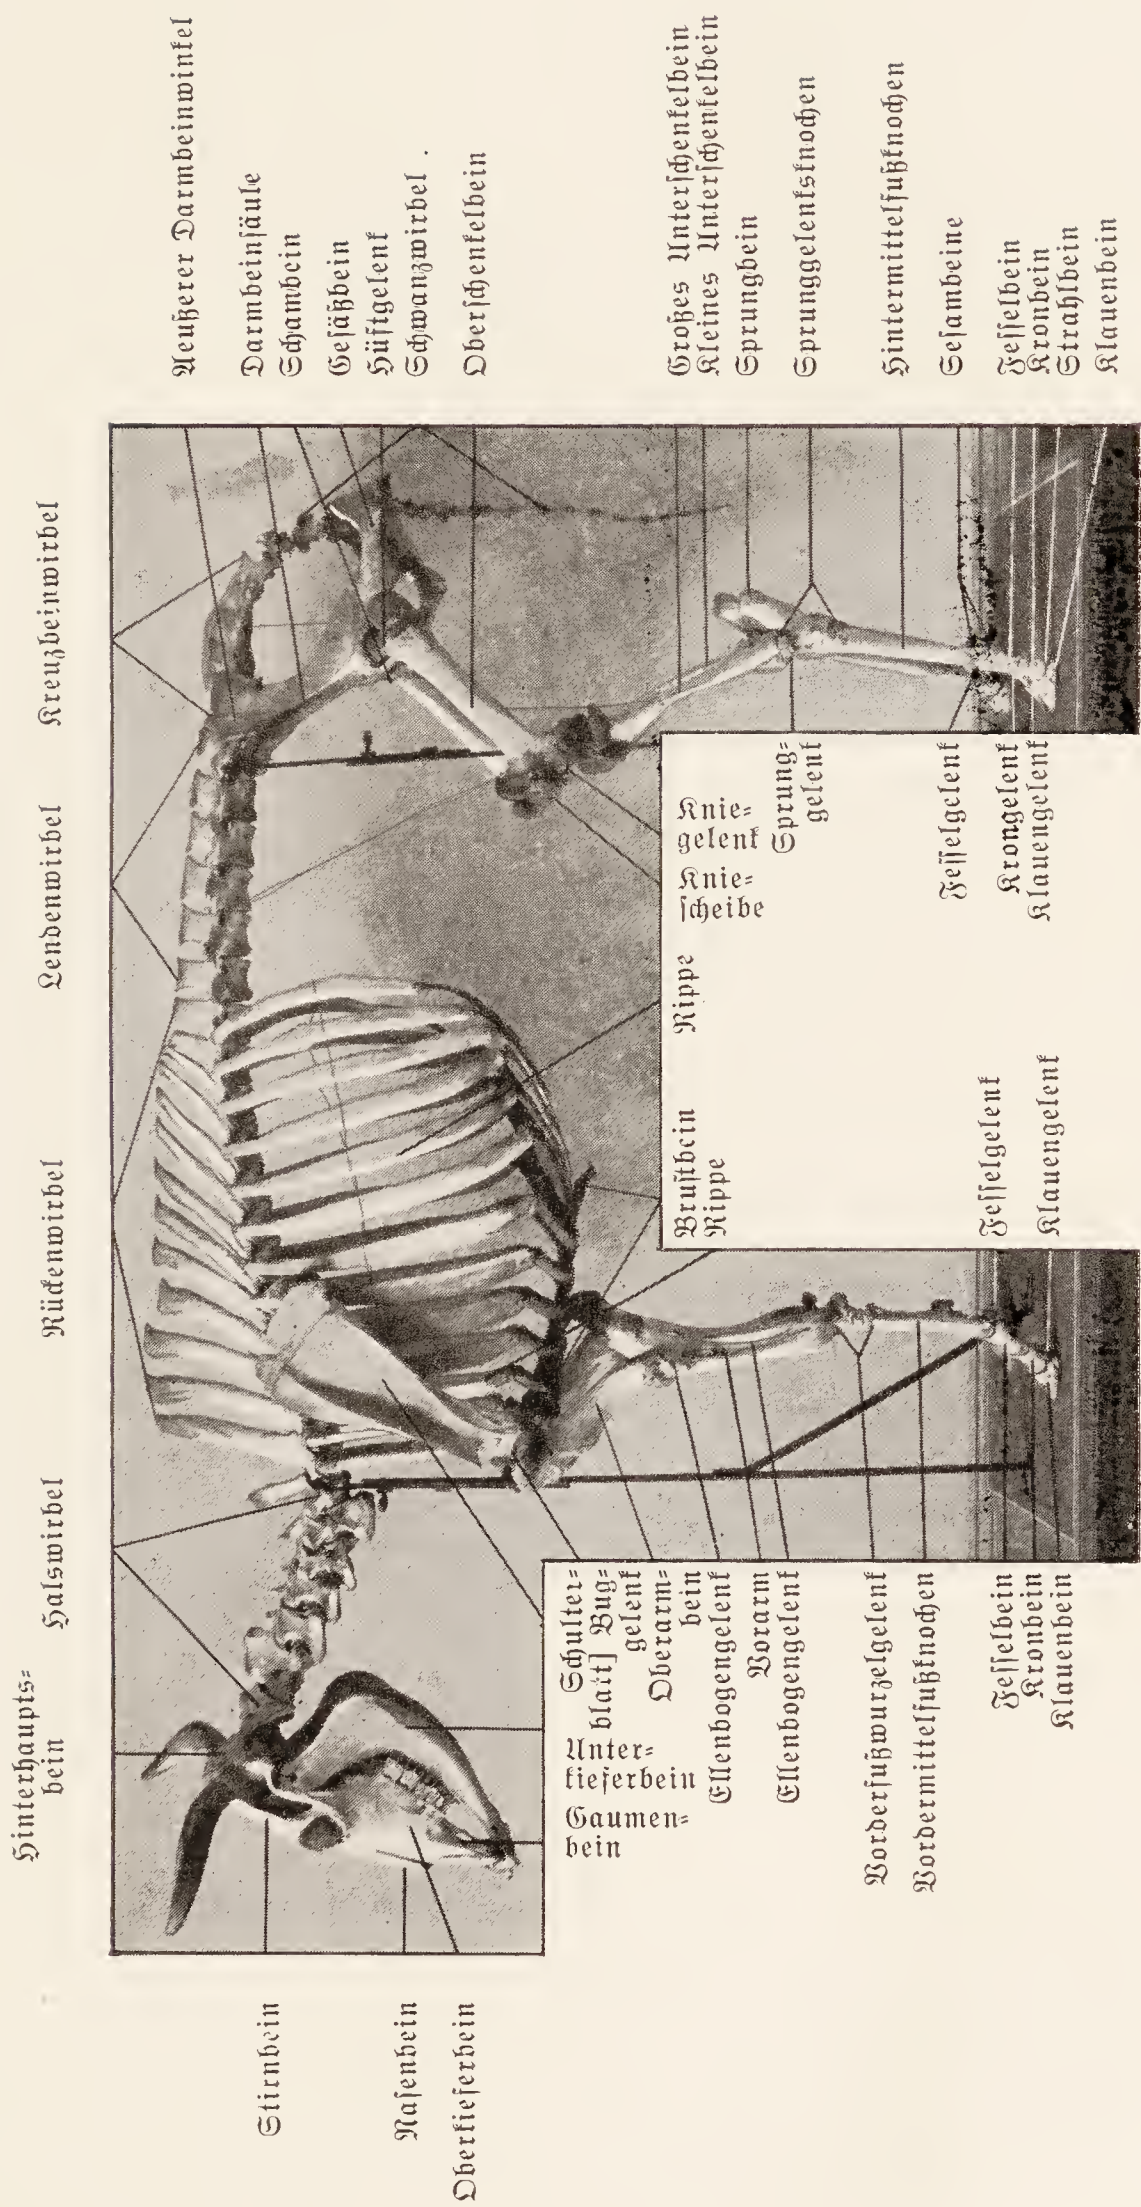 Hinterhaupts=
bein
Halswirbel
Rückenwirbel
Lendenwirbel
Kreuzbeinwirbel
Stirnbein
Nasenbein
Oberkieferbein
Aeußerer Darmbeinwinkel
Darmbeinsäule
Schambein
Gesäßbein
Hüftgelenk
Schwanzwirbel .
Oberschenkelbein
Großes Unterschenkelbein
Kleines Unterschenkelbein
Sprungbein
Sprunggelenksknochen
Hintermittelfußknochen
Sesambeine
Fesselbein
Kronbein
Strahlbein
Klauenbein
Gaumen=
bein
Unter=
kieferbein
Schulter=
blatt] Bug=
gelenk
Oberarm=
bein
Ellenbogengelenk
Vorarm
Ellenbogengelenk
Vorderfußwurzelgelenk
Vordermittelfußknochen
Fesselbein
Kronbein
Klauenbein
Brustbein
Rippe
Rippe
Knie=
scheibe
Knie=
gelenk
Sprung=
gelenk
Fesselgelenk
Klauengelenk
Fesselgelenk
Krongelenk
Klauengelenk